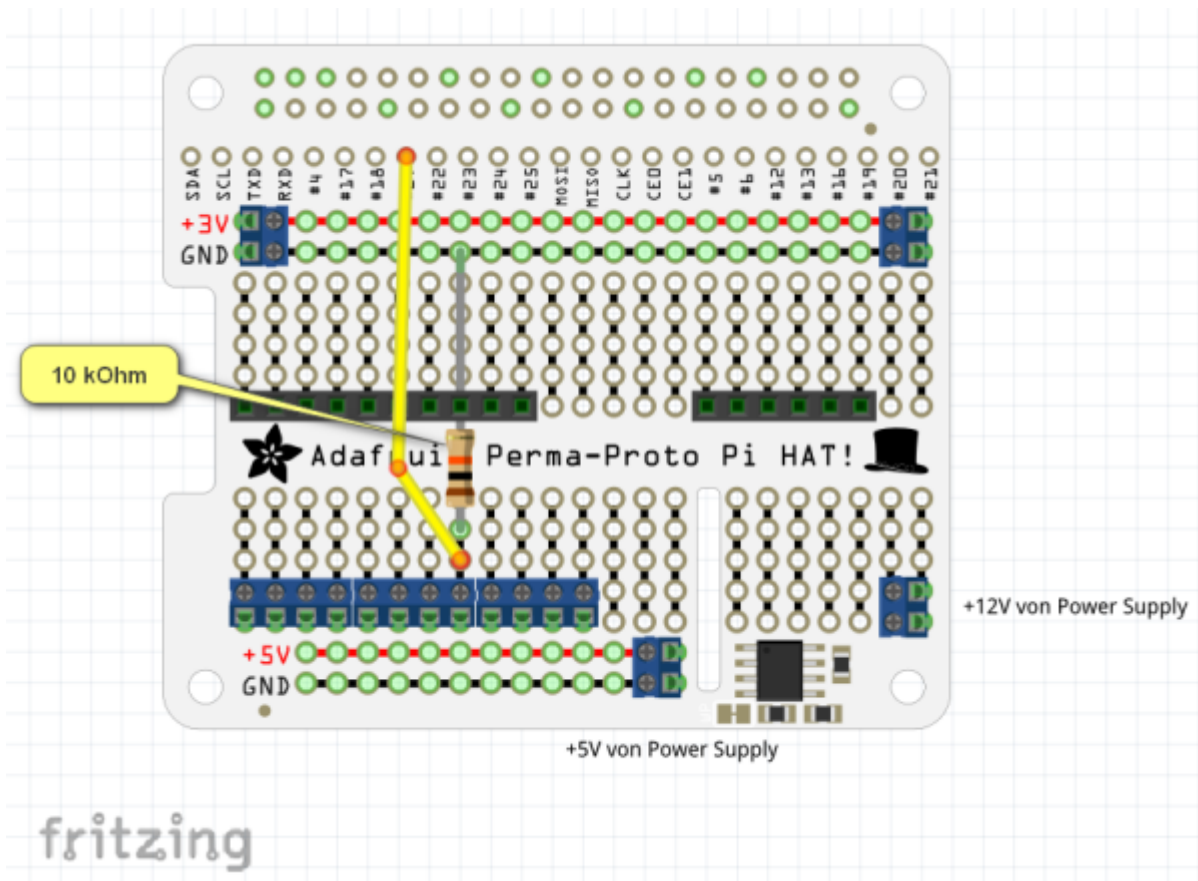 SDA
SCL
TXD
RXD
#4
#17
#18
#22
#23
#24
#25
MOSI
MISO
CLK
CE0
CE1
#5
#6
#12
#13
#16
#19
#20
#21
+3V
GND
10 kOhm
Perma-Proto Pi HAT!
+12V von Power Supply
+5V
GND
+5V von Power Supply
fritzing